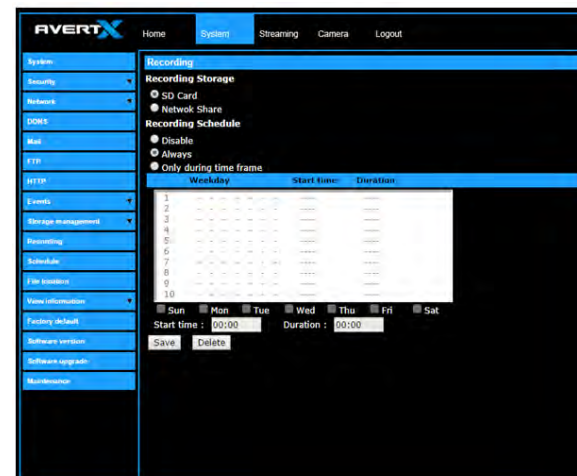 AVERTX
Home System Streaming Camera Logout
System
Security
Network
DDNS
Mail
FTP
HTTP
Events
Storage management
Recording
Schedule
File location
View information
Factory default
Software version
Software upgrade
Maintenance
Recording
Recording Storage
SD Card
Netwok Share
Recording Schedule
Disable
Always
Only during time frame
Weekday Start time Duration
1 - - - - - - - ---- ----
2 - - - - - - - ---- ----
3 - - - - - - - ---- ----
4 - - - - - - - ---- ----
5 - - - - - - - ---- ----
6 - - - - - - - ---- ----
7 - - - - - - - ---- ----
8 - - - - - - - ---- ----
9 - - - - - - - ---- ----
10 - - - - - - - ---- ----
Sun Mon Tue Wed Thu Fri Sat
Start time : 00:00 Duration : 00:00
Save Delete